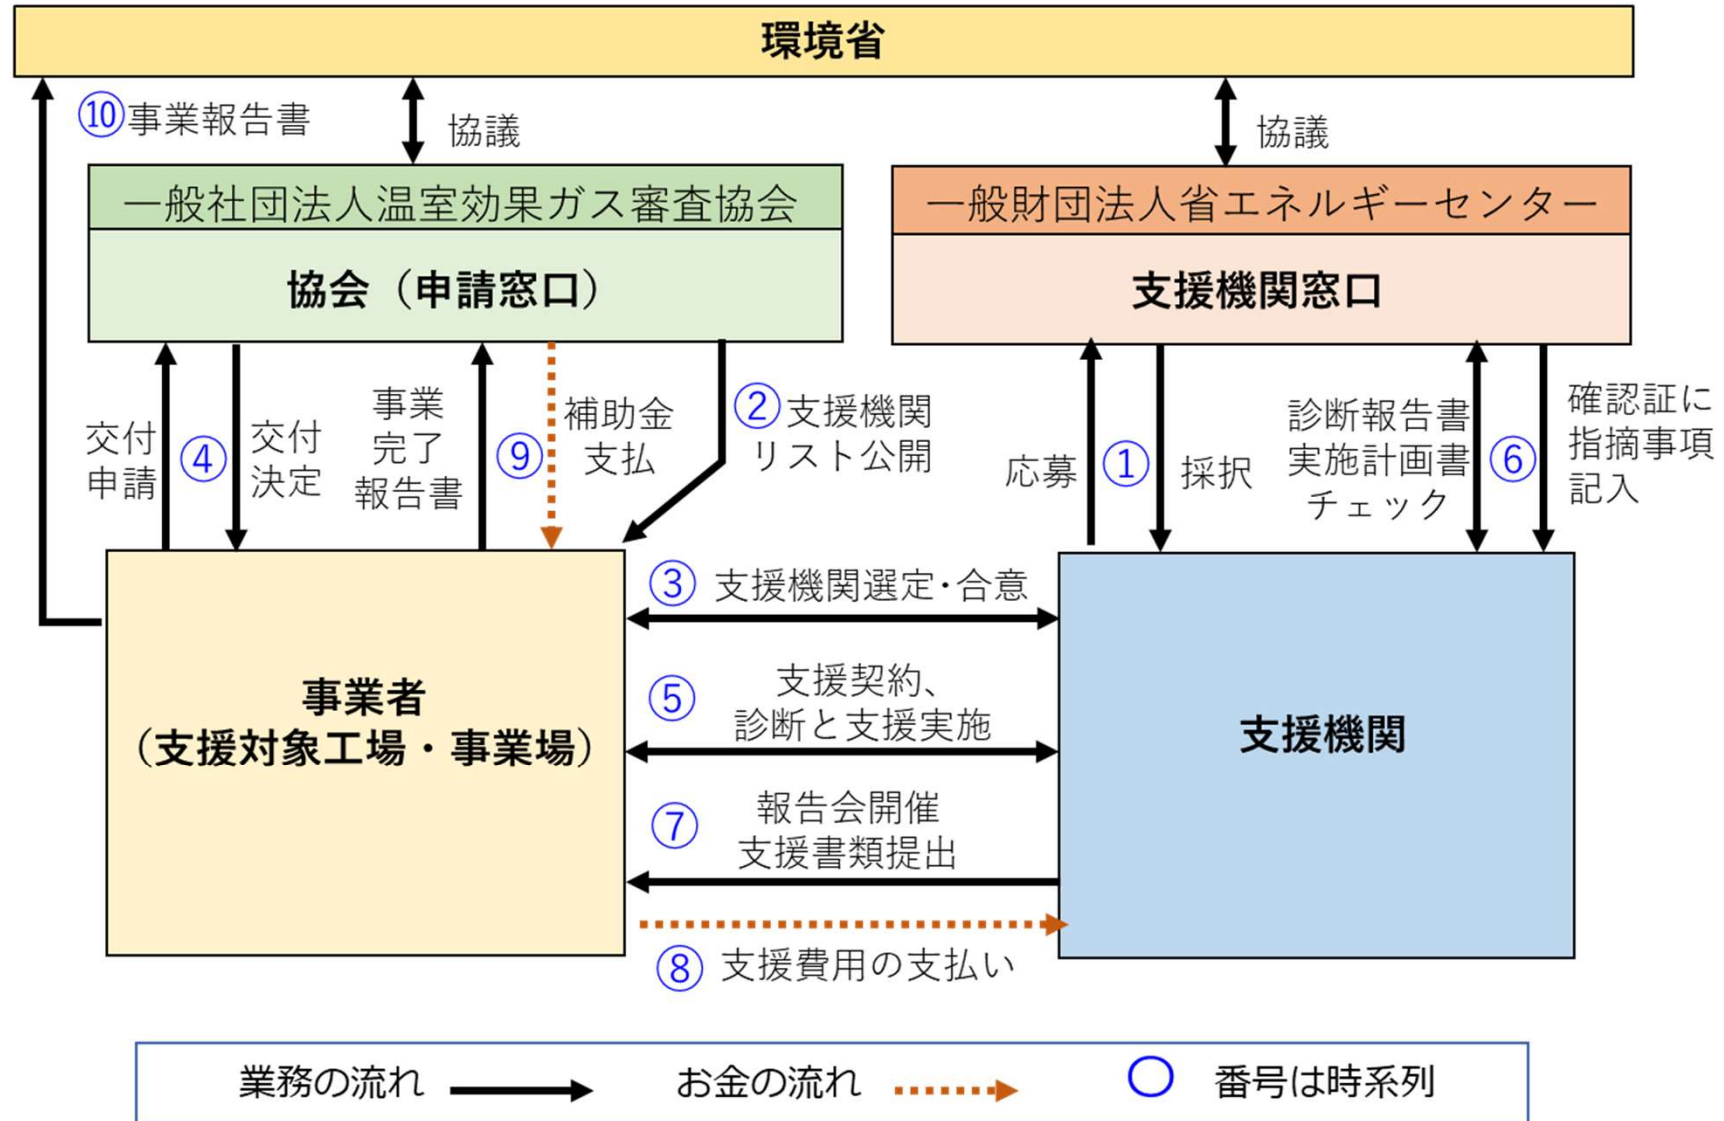 環境省
⑩事業報告書
協議
協議
一般社団法人温室効果ガス審査協会
協会（申請窓口）
一般財団法人省エネルギーセンター
支援機関窓口
交付
申請
④
交付
決定
事業
完了
報告書
⑨
補助金
支払
②支援機関
リスト公開
応募
①
採択
診断報告書
実施計画書
チェック
⑥
確認証に
指摘事項
記入
③ 支援機関選定・合意
事業者
（支援対象工場・事業場）
⑤
支援契約、
診断と支援実施
支援機関
⑦
報告会開催
支援書類提出
⑧ 支援費用の支払い
業務の流れ
お金の流れ
番号は時系列